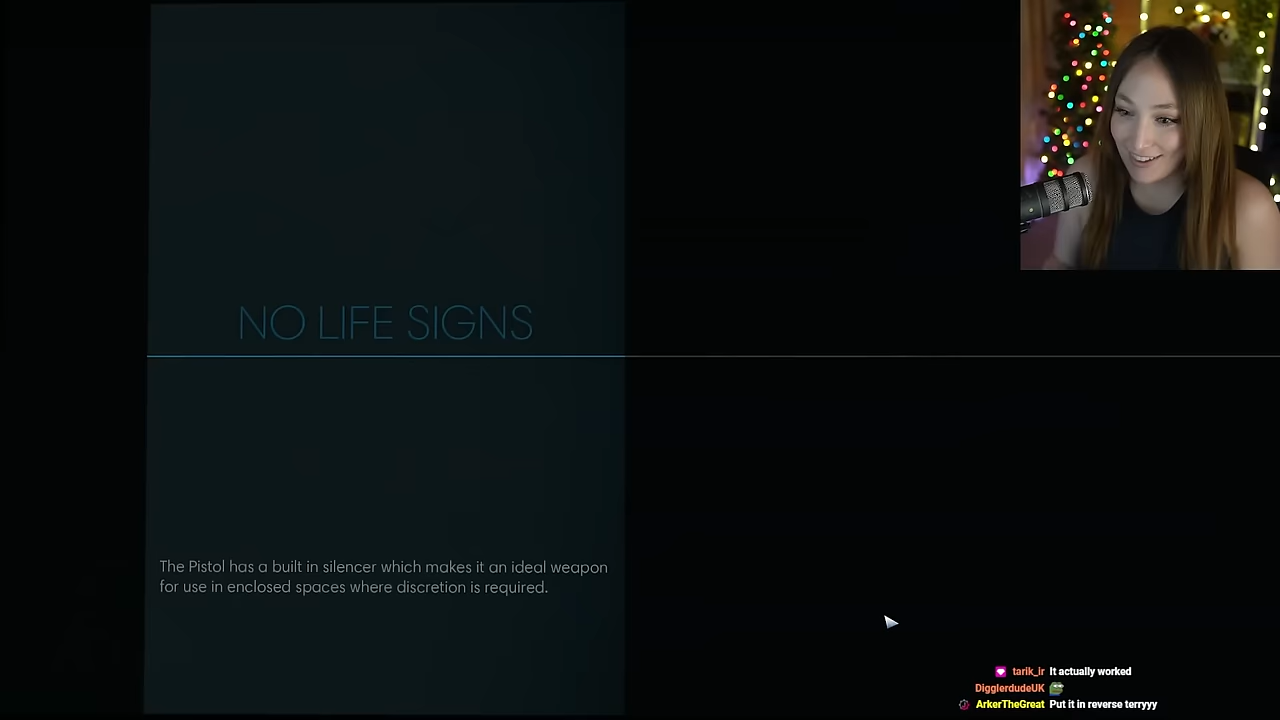 NO LIFE SIGNS
The Pistol has a built in silencer which makes it an ideal weapon
for use in enclosed spaces where discretion is required.
tarik_ir It actually worked
DigglerdudeUK
ArkerTheGreat Put it in reverse terryyy